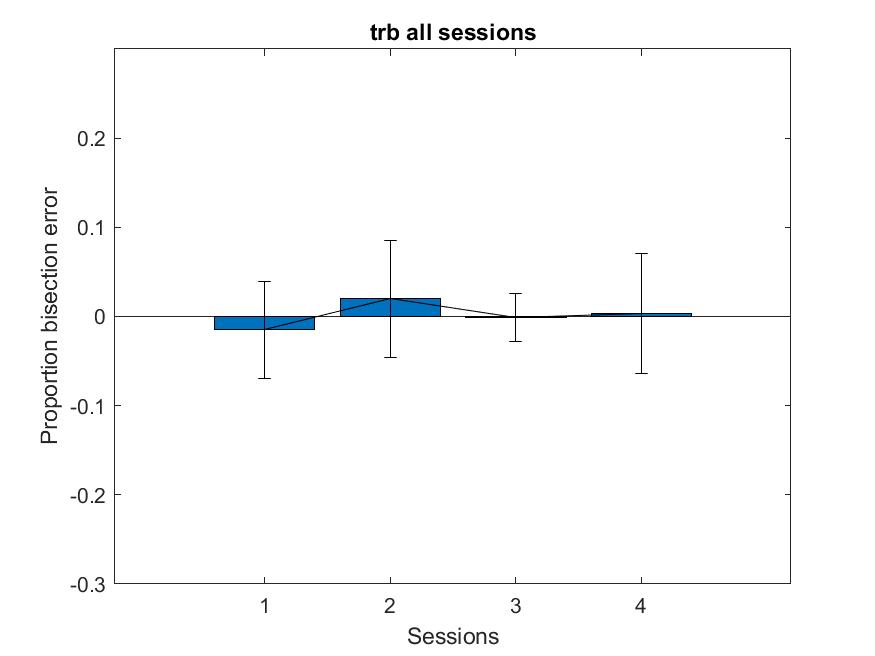 trb all sessions
0.2
0.1
0
-0.1
-0.2
-0.3
Proportion bisection error
1 2 3 4
Sessions